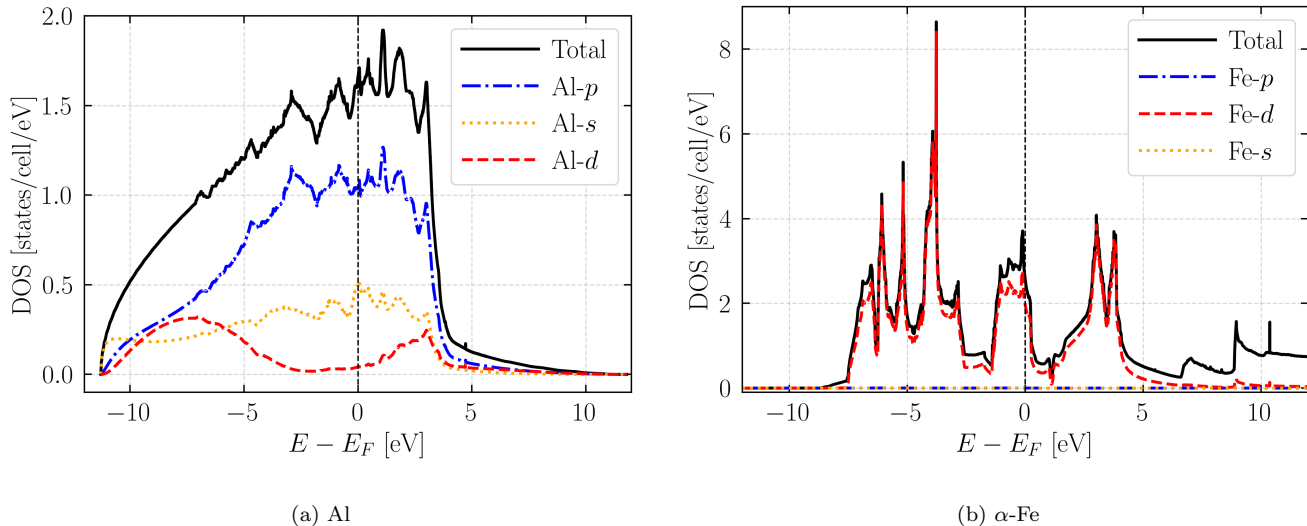 2.0
1.5
1.0
0.5
0.0
DOS [states/cell/eV]
Total
Al-p
Al-s
Al-d
−10
−5
0
5
10
E − E_F [eV]
(a) Al
8
6
4
2
0
DOS [states/cell/eV]
Total
Fe-p
Fe-d
Fe-s
−10
−5
0
5
10
E − E_F [eV]
(b) α-Fe